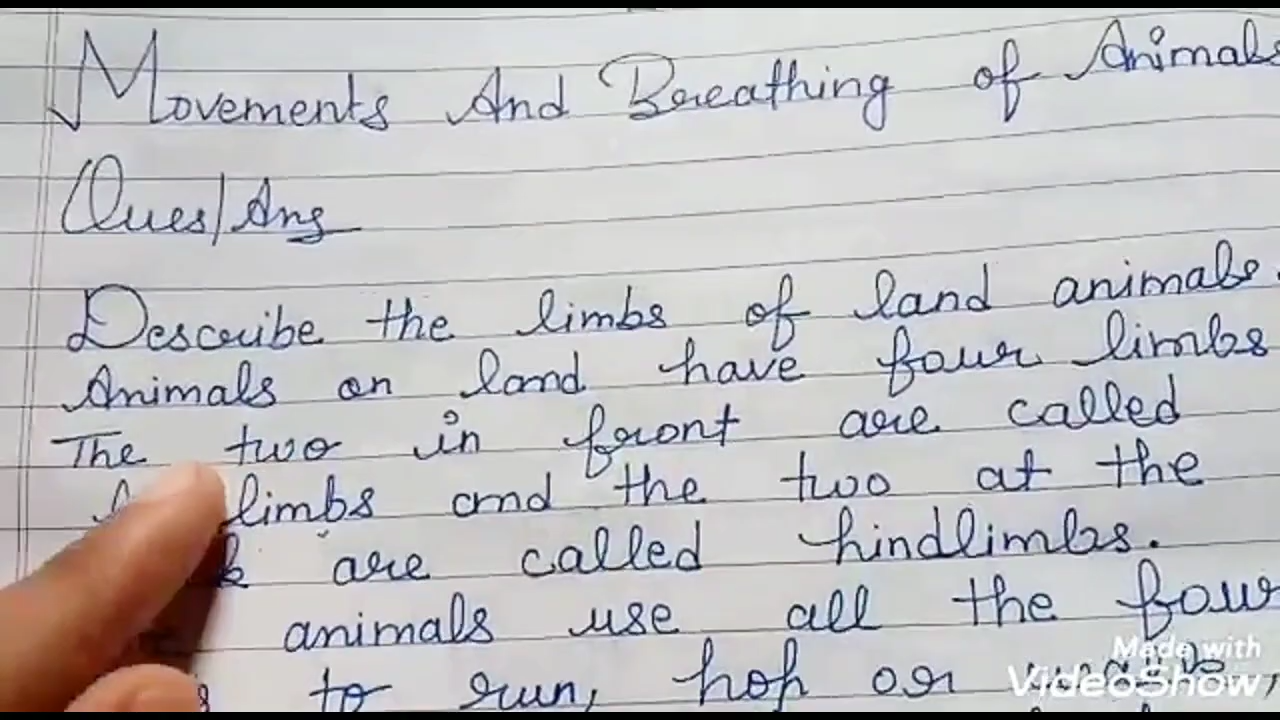 Movements And Breathing of Animals
Ques/Ans
Describe the limbs of land animals.
Animals on land have four limbs
The two in front are called
limbs and the two at the
are called hindlimbs.
animals use all the four
to run, hop or
Made with
VideoShow